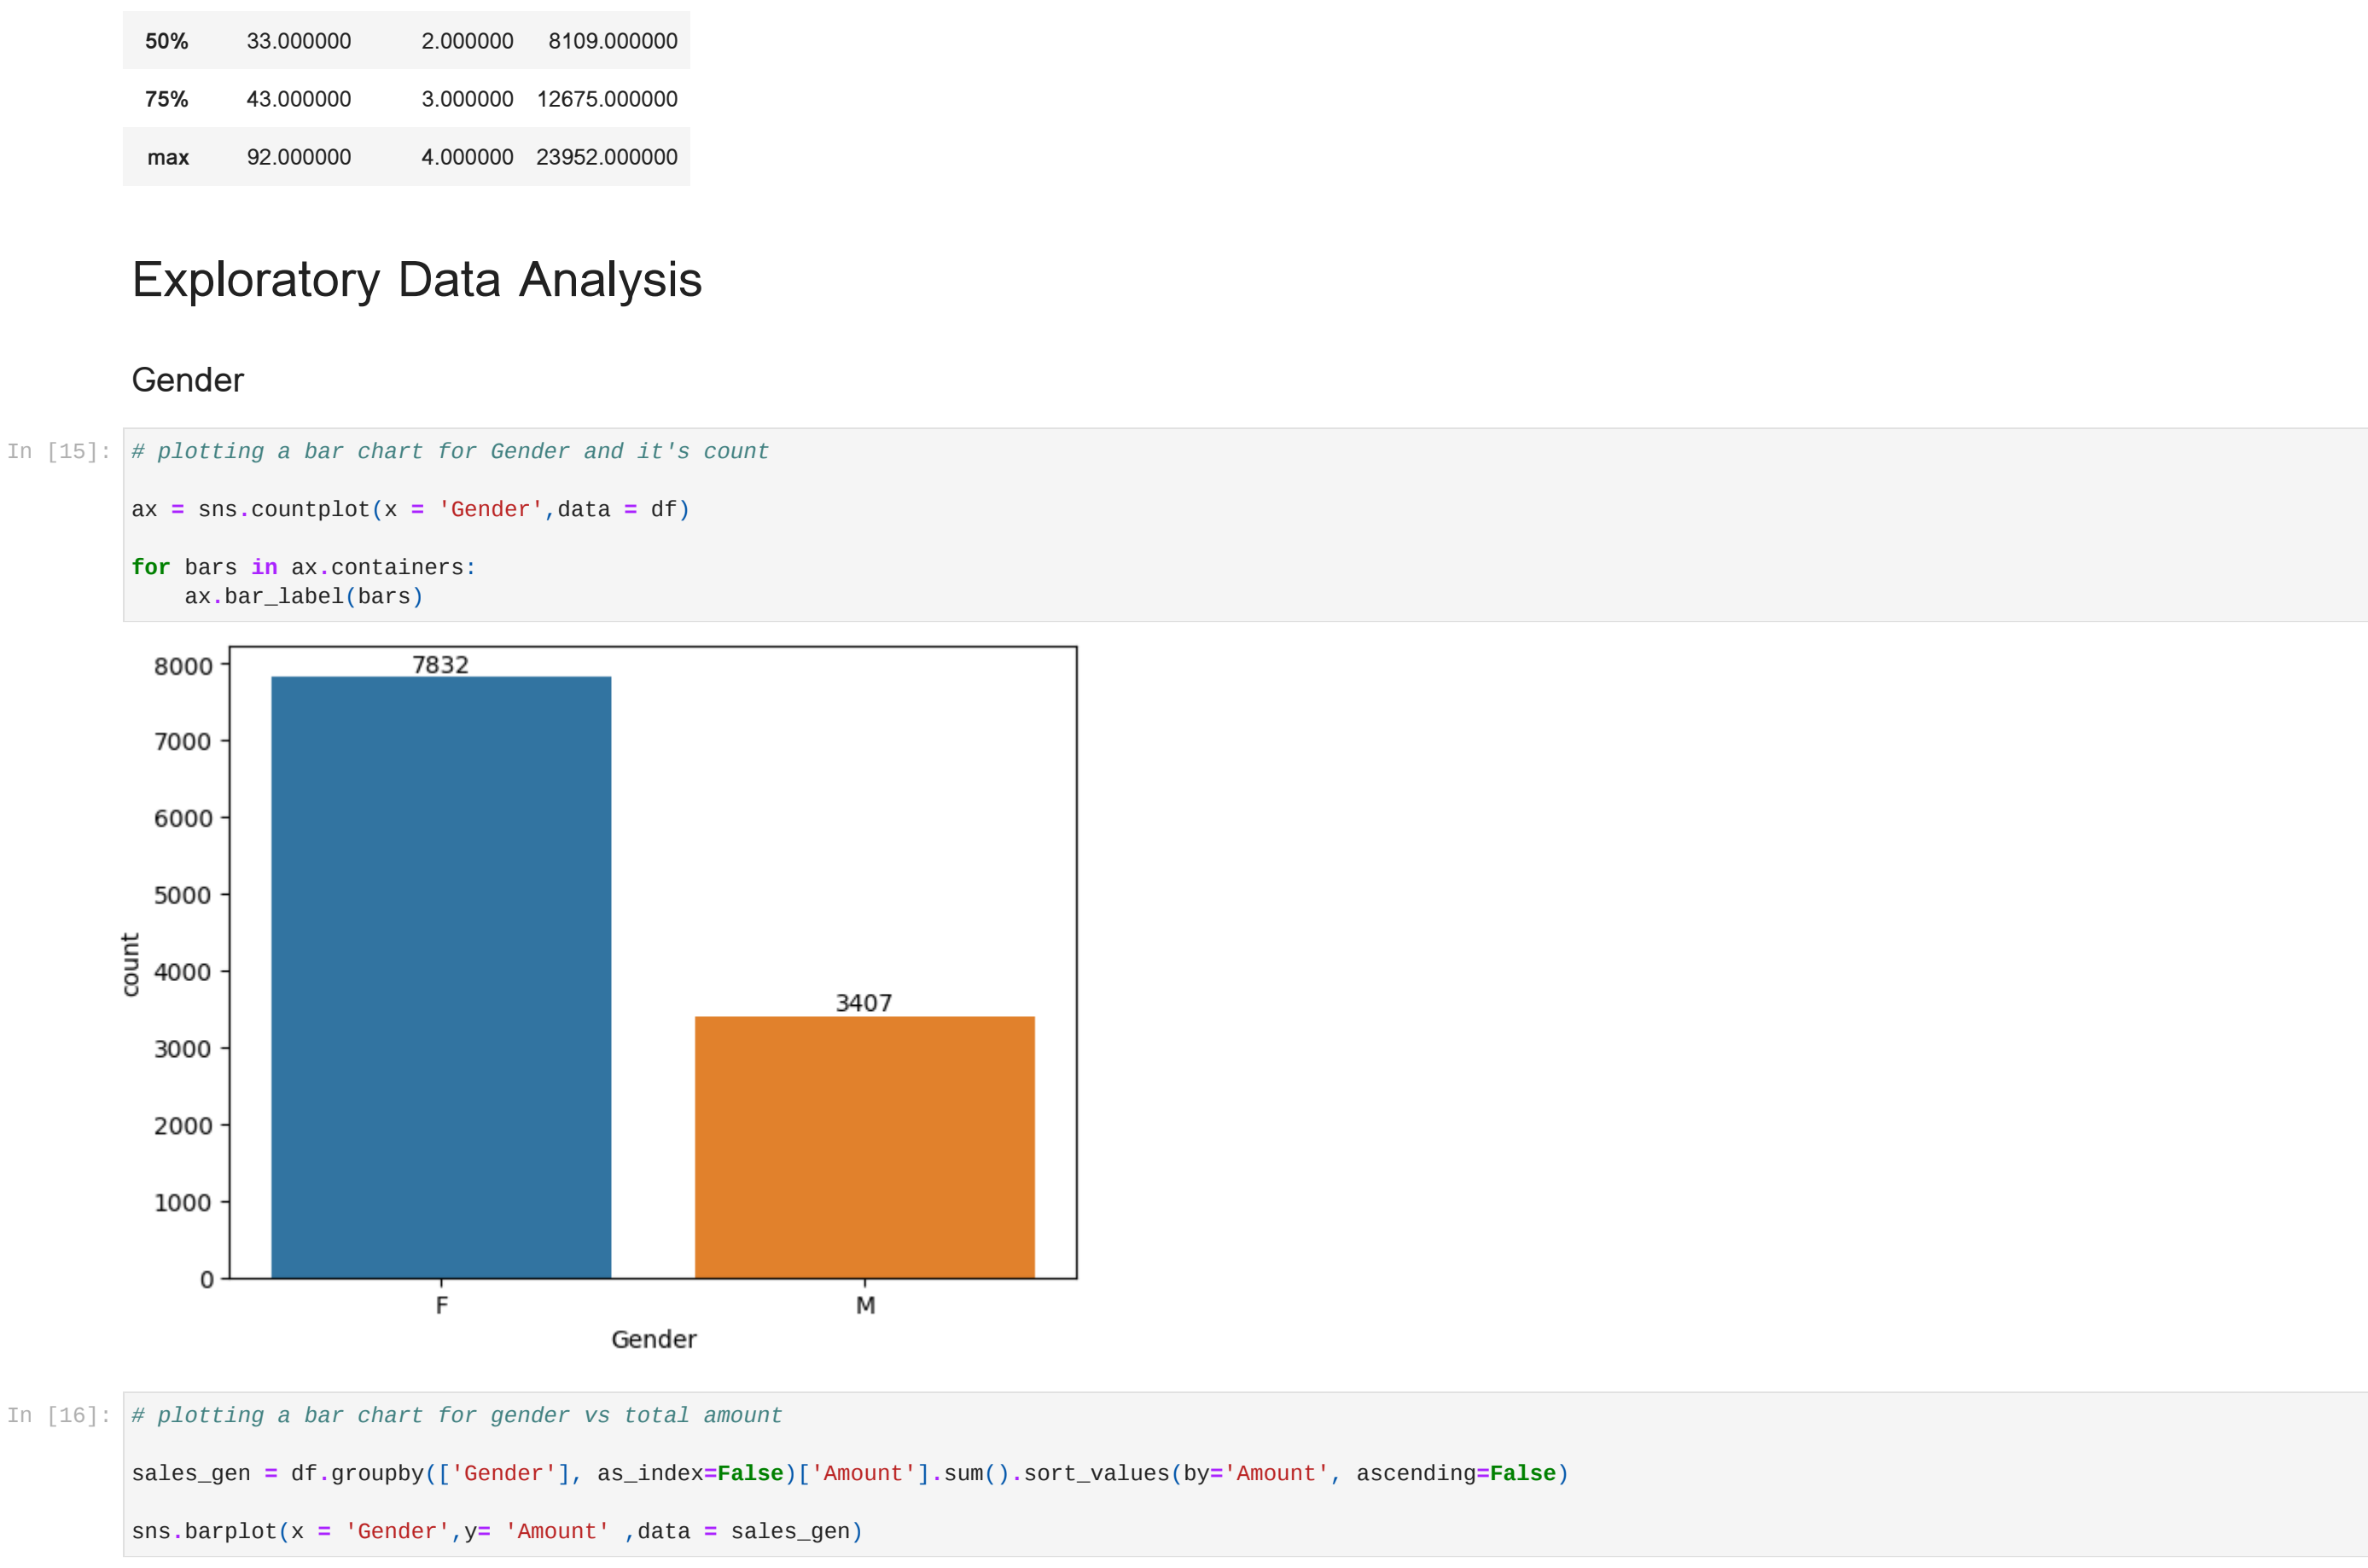 50% 33.000000 2.000000 8109.000000
75% 43.000000 3.000000 12675.000000
max 92.000000 4.000000 23952.000000
Exploratory Data Analysis
Gender
In [15]: # plotting a bar chart for Gender and it's count
ax = sns.countplot(x = 'Gender',data = df)
for bars in ax.containers:
    ax.bar_label(bars)
8000
7832
7000
6000
5000
count
4000
3407
3000
2000
1000
0
F M
Gender
In [16]: # plotting a bar chart for gender vs total amount
sales_gen = df.groupby(['Gender'], as_index=False)['Amount'].sum().sort_values(by='Amount', ascending=False)
sns.barplot(x = 'Gender',y= 'Amount' ,data = sales_gen)